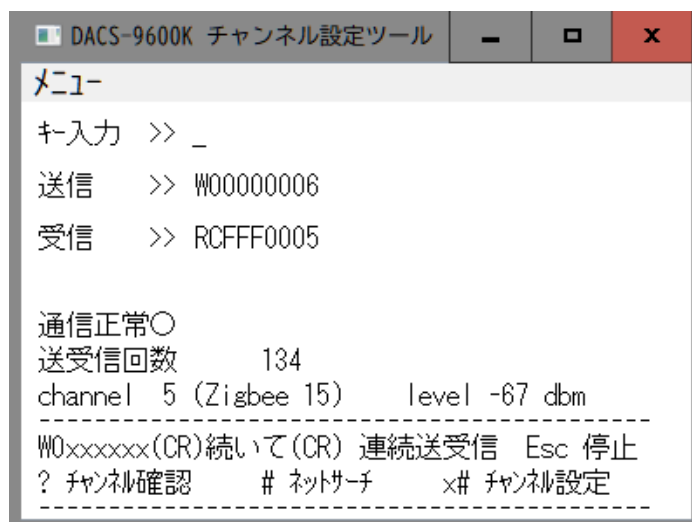 DACS-9600K チャンネル設定ツール
ﾒﾆｭｰ
ｷｰ入力 >> _
送信 >> W00000006
受信 >> RCFFF0005
通信正常〇
送受信回数 134
channel 5 (Zigbee 15) level -67 dbm
--------------------------------------------------
W0xxxxxx(CR)続いて(CR) 連続送受信 Esc 停止
? ﾁｬﾝﾈﾙ確認 # ﾈｯﾄｻｰﾁ x# ﾁｬﾝﾈﾙ設定
--------------------------------------------------